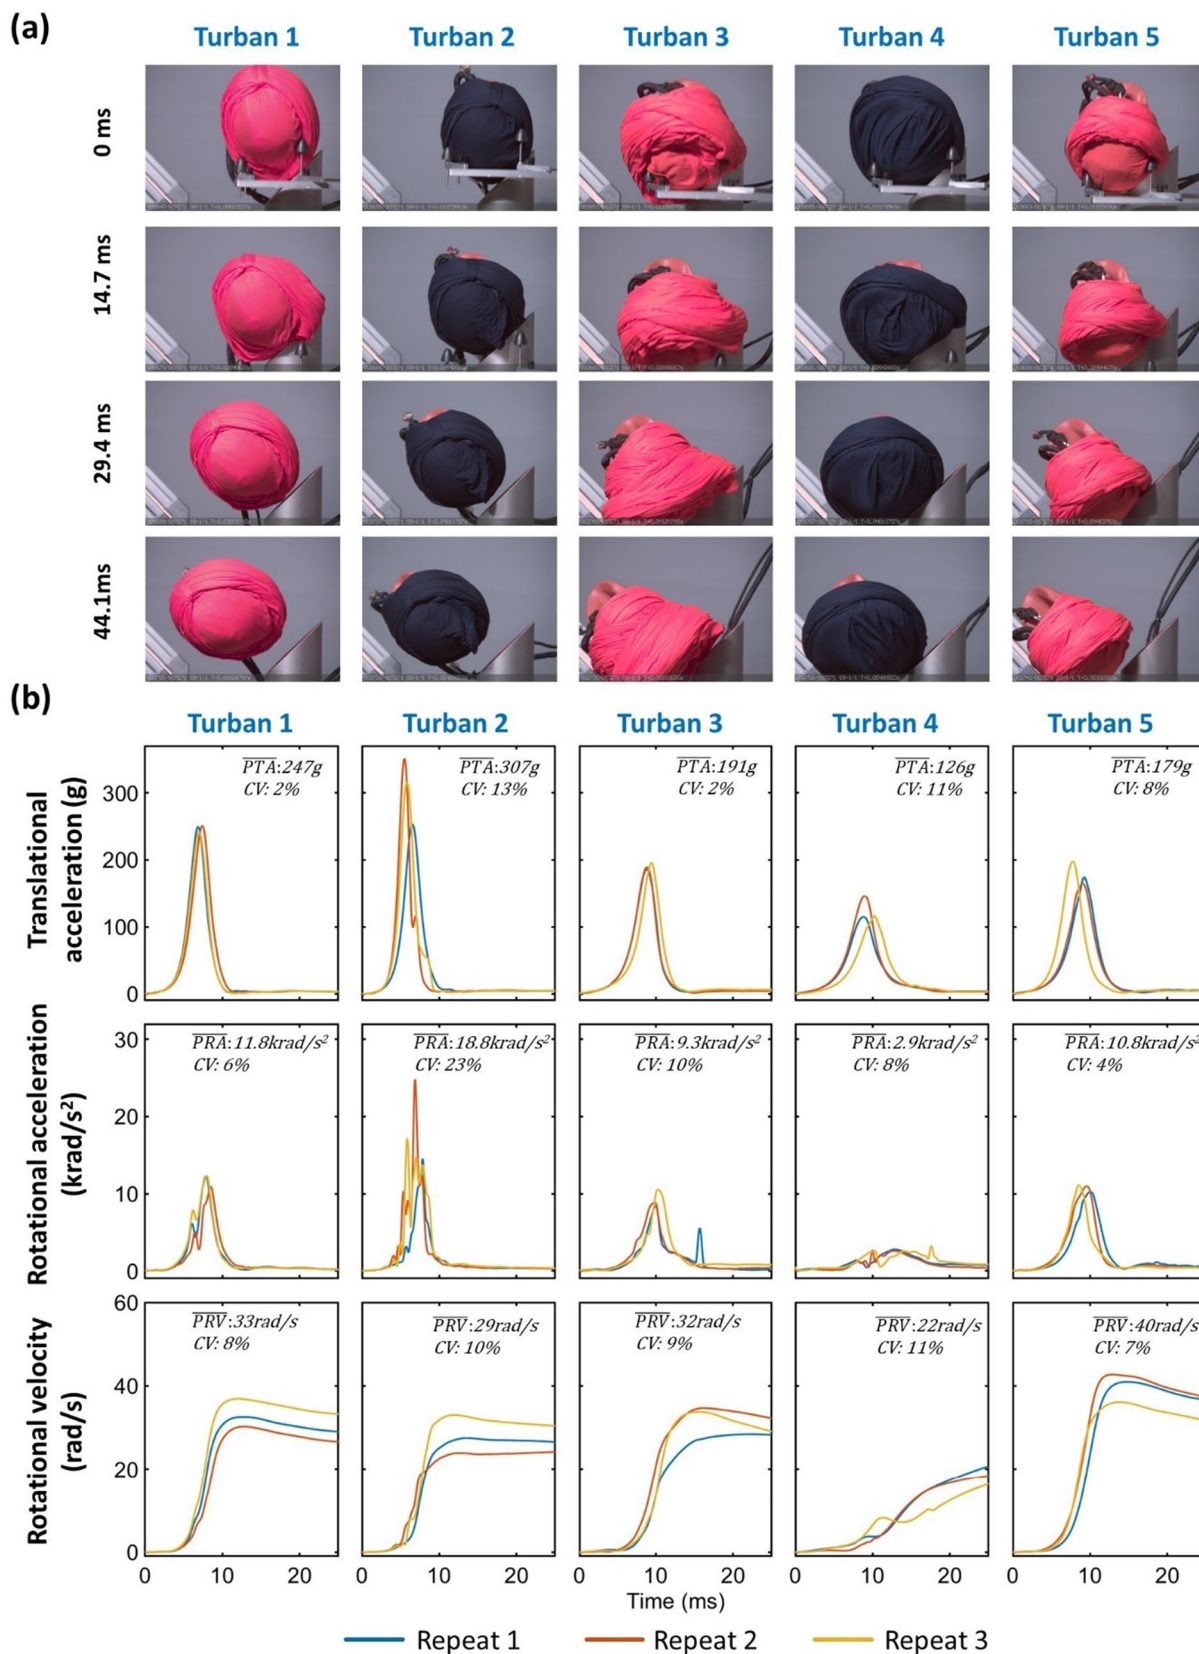 (a)
Turban 1
Turban 2
Turban 3
Turban 4
Turban 5
0 ms
14.7 ms
29.4 ms
44.1ms
(b)
Turban 1
Turban 2
Turban 3
Turban 4
Turban 5
Translational
acceleration (g)
300
200
100
0
PTA:247g
CV: 2%
PTA:307g
CV: 13%
PTA:191g
CV: 2%
PTA:126g
CV: 11%
PTA:179g
CV: 8%
Rotational acceleration
(krad/s²)
30
20
10
0
PRA:11.8krad/s²
CV: 6%
PRA:18.8krad/s²
CV: 23%
PRA:9.3krad/s²
CV: 10%
PRA:2.9krad/s²
CV: 8%
PRA:10.8krad/s²
CV: 4%
Rotational velocity
(rad/s)
60
40
20
0
PRV:33rad/s
CV: 8%
PRV:29rad/s
CV: 10%
PRV:32rad/s
CV: 9%
PRV:22rad/s
CV: 11%
PRV:40rad/s
CV: 7%
0 10 20
0 10 20
0 10 20
0 10 20
0 10 20
Time (ms)
Repeat 1
Repeat 2
Repeat 3